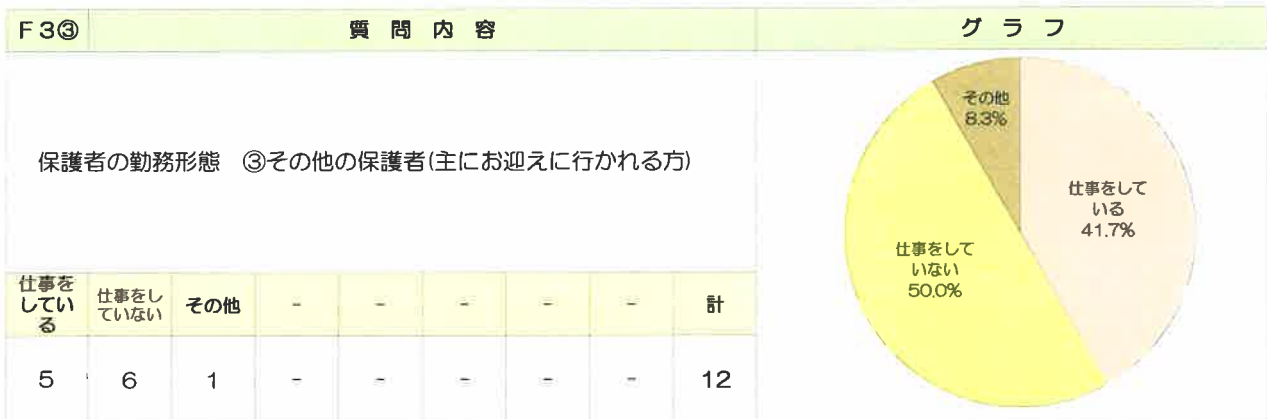 F3③ 質問内容 グラフ
保護者の勤務形態 ③その他の保護者(主にお迎えに行かれる方)
仕事を
してい
る
仕事をし
ていない
その他
-
-
-
-
-
計
5 6 1 - - - - - 12
その他
8.3%
仕事をして
いる
41.7%
仕事をして
いない
50.0%